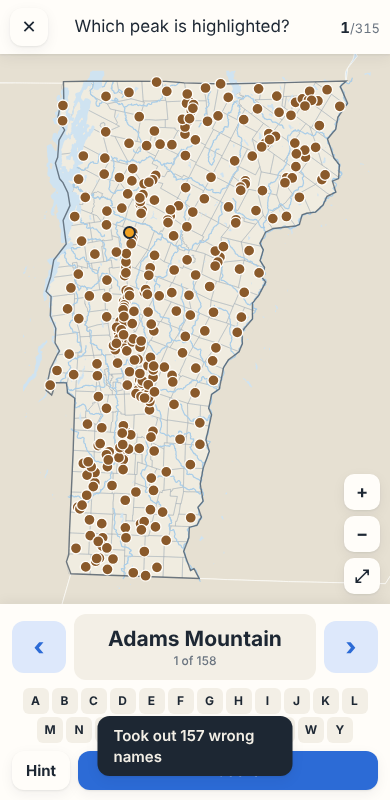 ✕ Which peak is highlighted? 1/315
+
−
‹ Adams Mountain ›
1 of 158
A B C D E F G H I J K L
M N W Y
Took out 157 wrong
names
Hint